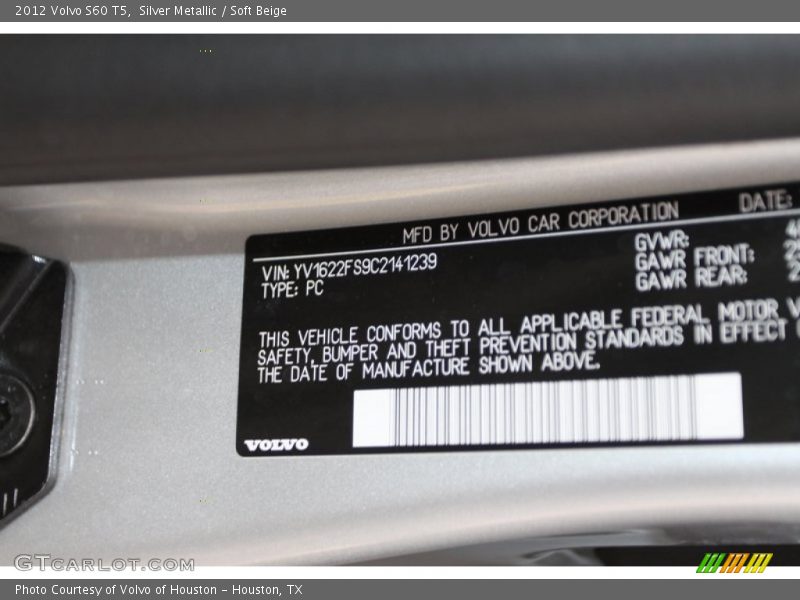 2012 Volvo S60 T5, Silver Metallic / Soft Beige
MFD BY VOLVO CAR CORPORATION DATE:
VIN: YV1622FS9C2141239
TYPE: PC
GVWR:
GAWR FRONT:
GAWR REAR:
THIS VEHICLE CONFORMS TO ALL APPLICABLE FEDERAL MOTOR
SAFETY, BUMPER AND THEFT PREVENTION STANDARDS IN EFFECT
THE DATE OF MANUFACTURE SHOWN ABOVE.
VOLVO
GTCARLOT.COM
Photo Courtesy of Volvo of Houston - Houston, TX